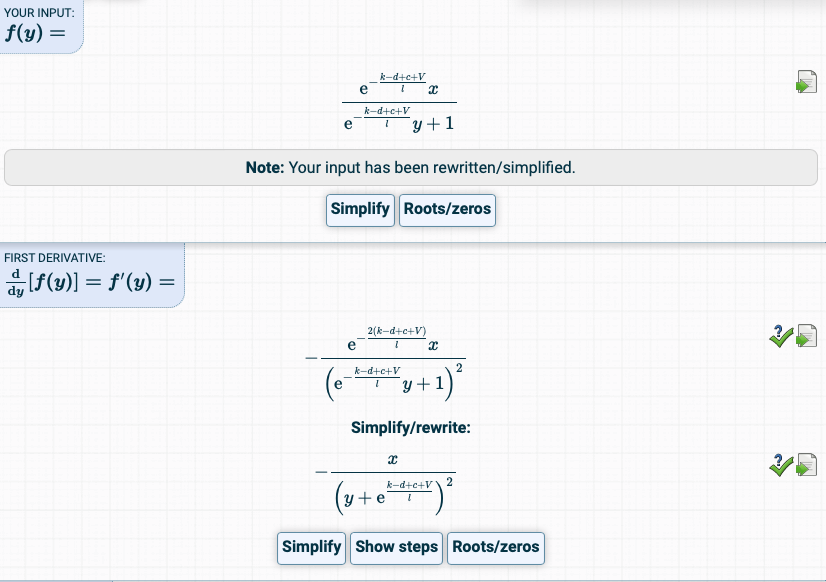 YOUR INPUT:
f(y) =
e^{-\frac{k-d+c+V}{l}} x
e^{-\frac{k-d+c+V}{l}} y + 1
Note: Your input has been rewritten/simplified.
Simplify Roots/zeros
FIRST DERIVATIVE:
\frac{d}{dy}[f(y)] = f'(y) =
-\frac{e^{-\frac{2(k-d+c+V)}{l}} x}{\left(e^{-\frac{k-d+c+V}{l}} y + 1\right)^2}
Simplify/rewrite:
-\frac{x}{\left(y + e^{\frac{k-d+c+V}{l}}\right)^2}
Simplify Show steps Roots/zeros